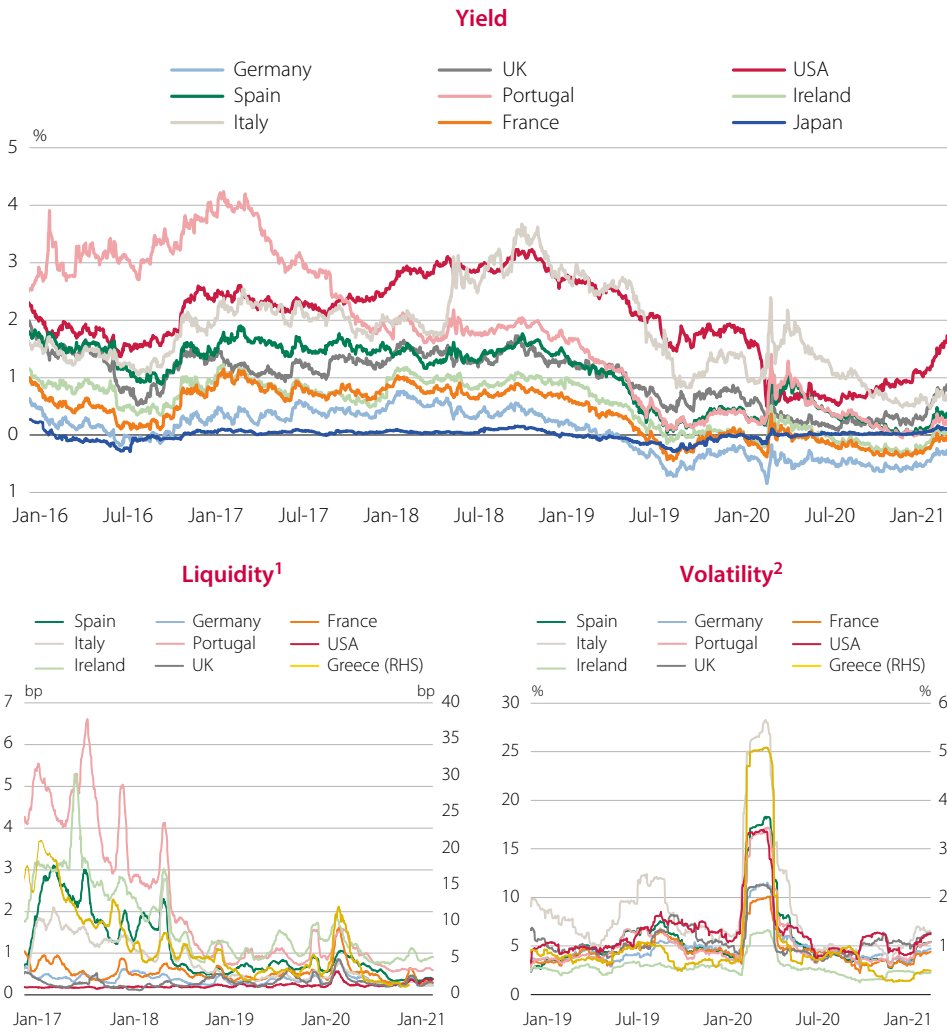 Yield
Germany UK USA
Spain Portugal Ireland
Italy France Japan
%
5
4
3
2
1
0
1
Jan-16 Jul-16 Jan-17 Jul-17 Jan-18 Jul-18 Jan-19 Jul-19 Jan-20 Jul-20 Jan-21
Liquidity1
Spain Germany France
Italy Portugal USA
Ireland UK Greece (RHS)
bp bp
7 40
6 35
5 30
4 25
3 20
2 15
1 10
0 5
0
Jan-17 Jan-18 Jan-19 Jan-20 Jan-21
Volatility2
Spain Germany France
Italy Portugal USA
Ireland UK Greece (RHS)
% %
30 6
25 5
20 4
15 3
10 2
5 1
0 0
Jan-19 Jul-19 Jan-20 Jul-20 Jan-21